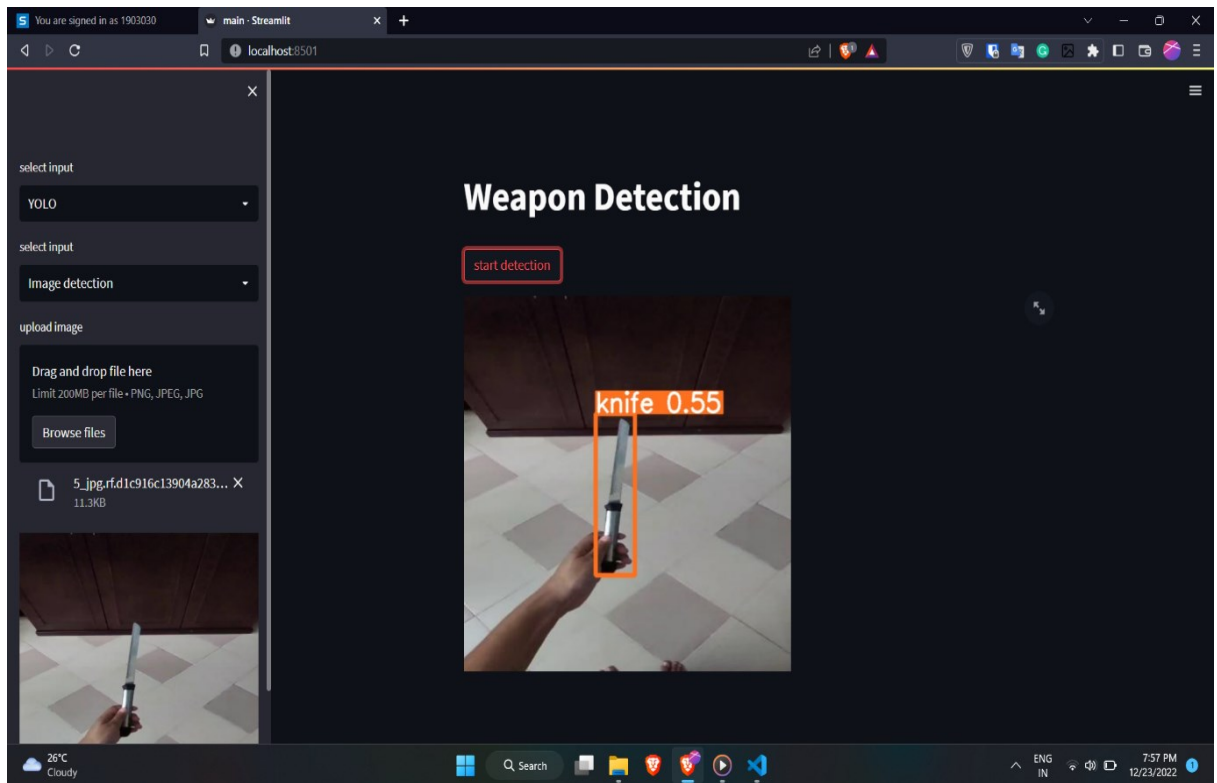 You are signed in as 1903030
main · Streamlit
localhost:8501
select input
YOLO
select input
Image detection
upload image
Drag and drop file here
Limit 200MB per file • PNG, JPEG, JPG
Browse files
5_jpg.rf.d1c916c13904a283...
11.3KB
Weapon Detection
start detection
knife 0.55
26°C
Cloudy
Search
ENG
IN
7:57 PM
12/23/2022
1